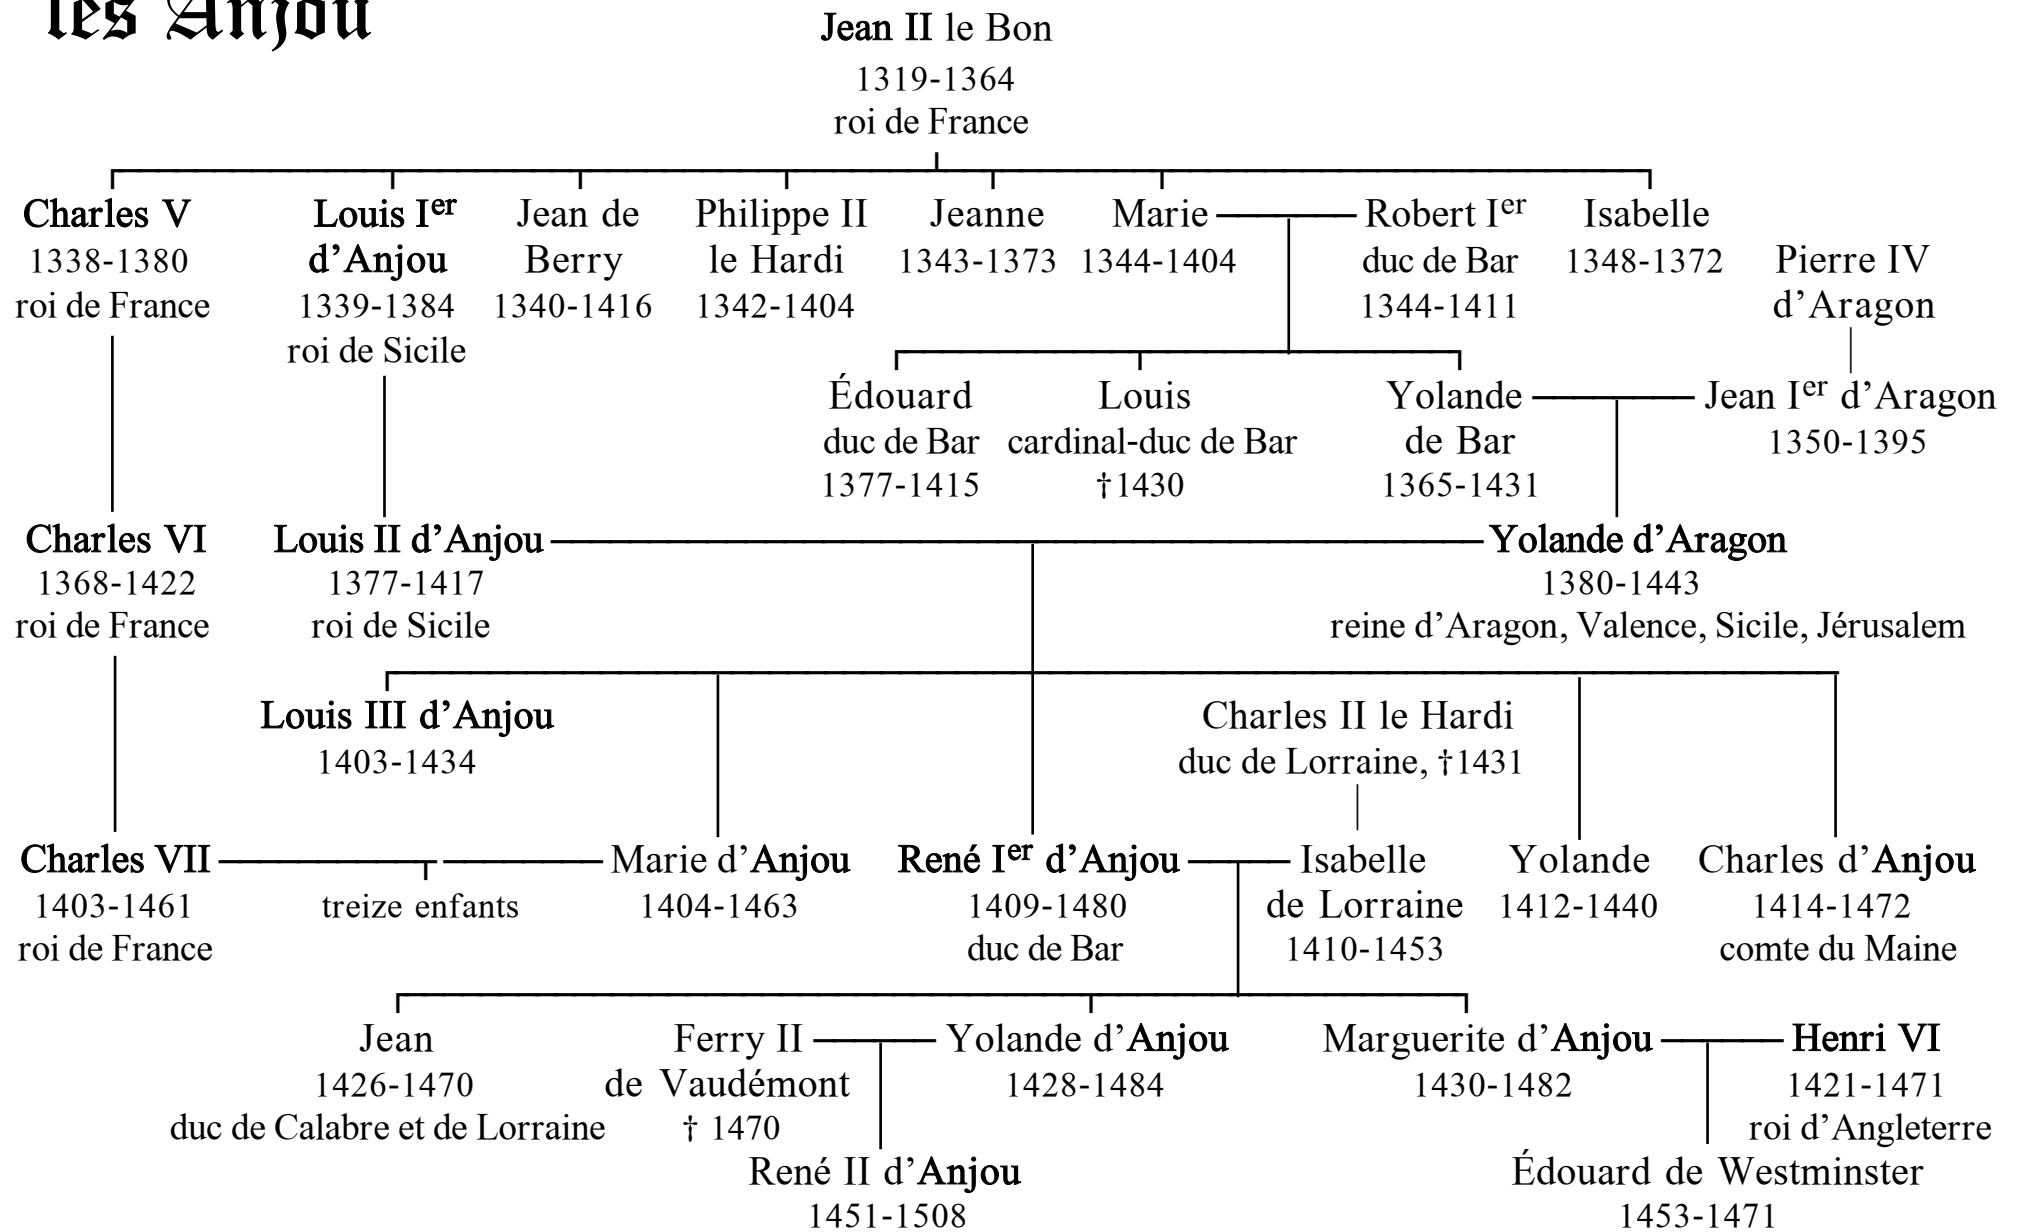 les Anjou
Jean II le Bon
1319-1364
roi de France
Charles V
1338-1380
roi de France
Louis Ier
d’Anjou
1339-1384
roi de Sicile
Jean de
Berry
1340-1416
Philippe II
le Hardi
1342-1404
Jeanne
1343-1373
Marie
1344-1404
Robert Ier
duc de Bar
1344-1411
Isabelle
1348-1372
Pierre IV
d’Aragon
Édouard
duc de Bar
1377-1415
Louis
cardinal-duc de Bar
†1430
Yolande
de Bar
1365-1431
Jean Ier d’Aragon
1350-1395
Charles VI
1368-1422
roi de France
Louis II d’Anjou
1377-1417
roi de Sicile
Yolande d’Aragon
1380-1443
reine d’Aragon, Valence, Sicile, Jérusalem
Louis III d’Anjou
1403-1434
Charles II le Hardi
duc de Lorraine, †1431
Charles VII
1403-1461
roi de France
treize enfants
Marie d’Anjou
1404-1463
René Ier d’Anjou
1409-1480
duc de Bar
Isabelle
de Lorraine
1410-1453
Yolande
1412-1440
Charles d’Anjou
1414-1472
comte du Maine
Jean
1426-1470
duc de Calabre et de Lorraine
Ferry II
de Vaudémont
† 1470
Yolande d’Anjou
1428-1484
Marguerite d’Anjou
1430-1482
Henri VI
1421-1471
roi d’Angleterre
René II d’Anjou
1451-1508
Édouard de Westminster
1453-1471